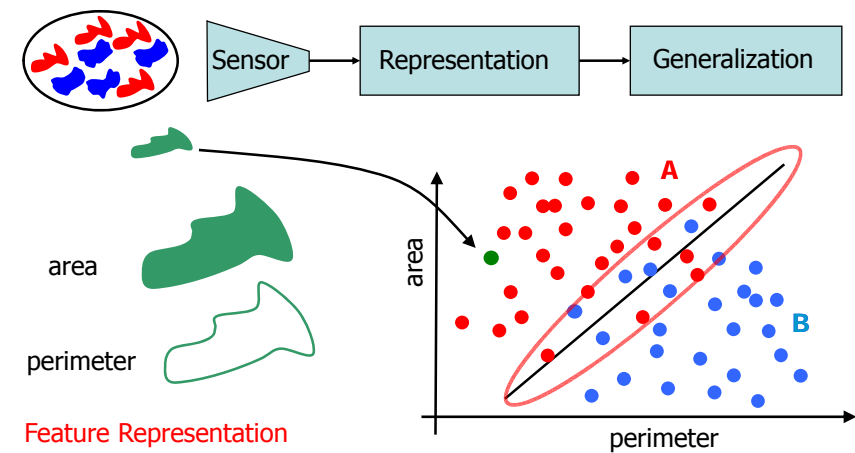 Sensor
Representation
Generalization
A
area
area
B
perimeter
Feature Representation
perimeter